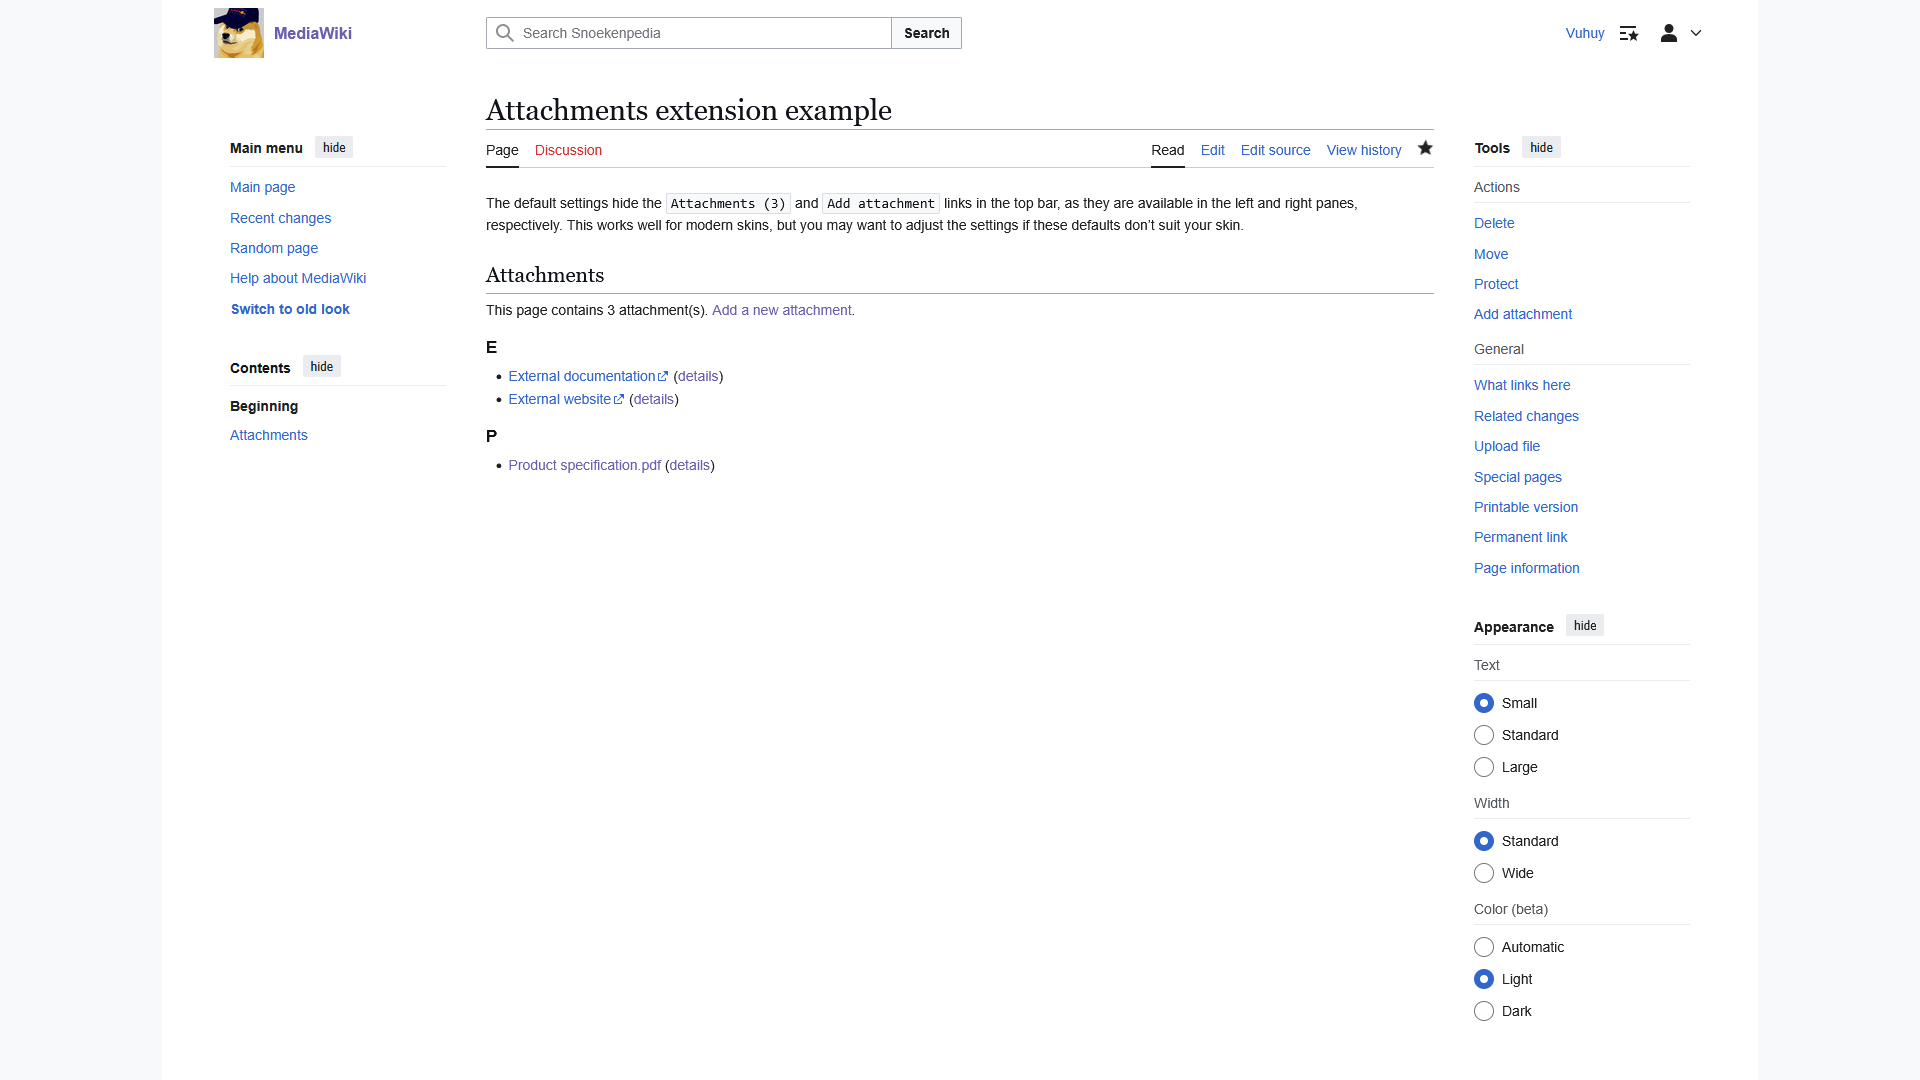 MediaWiki
Search Snoekenpedia
Search
Vuhuy
Main menu
hide
Main page
Recent changes
Random page
Help about MediaWiki
Switch to old look
Contents
hide
Beginning
Attachments
Attachments extension example
Page
Discussion
Read
Edit
Edit source
View history
The default settings hide the Attachments (3) and Add attachment links in the top bar, as they are available in the left and right panes,
respectively. This works well for modern skins, but you may want to adjust the settings if these defaults don’t suit your skin.
Attachments
This page contains 3 attachment(s). Add a new attachment.
E
• External documentation (details)
• External website (details)
P
• Product specification.pdf (details)
Tools
hide
Actions
Delete
Move
Protect
Add attachment
General
What links here
Related changes
Upload file
Special pages
Printable version
Permanent link
Page information
Appearance
hide
Text
Small
Standard
Large
Width
Standard
Wide
Color (beta)
Automatic
Light
Dark